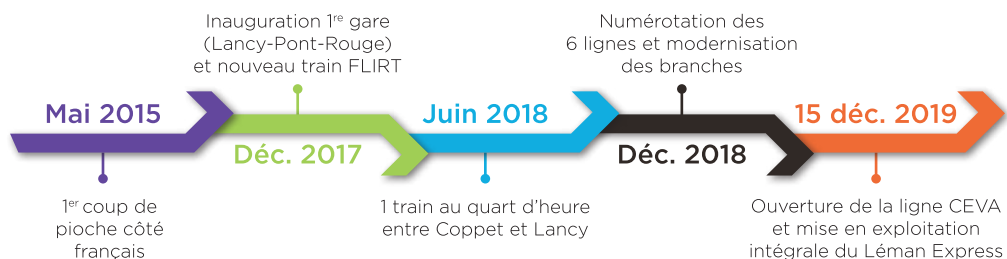 Mai 2015
1er coup de
pioche côté
français
Inauguration 1re gare
(Lancy-Pont-Rouge)
et nouveau train FLIRT
Déc. 2017
Juin 2018
1 train au quart d’heure
entre Coppet et Lancy
Numérotation des
6 lignes et modernisation
des branches
Déc. 2018
15 déc. 2019
Ouverture de la ligne CEVA
et mise en exploitation
intégrale du Léman Express